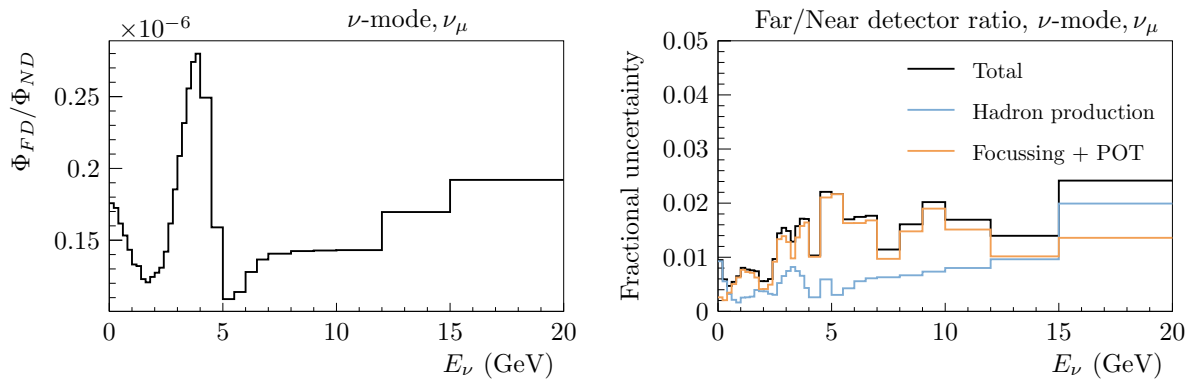 ×10⁻⁶
ν-mode, ν_μ
Φ_FD/Φ_ND
0.25
0.2
0.15
0
5
10
15
20
E_ν (GeV)
Far/Near detector ratio, ν-mode, ν_μ
Fractional uncertainty
0.05
0.04
0.03
0.02
0.01
0
Total
Hadron production
Focussing + POT
0
5
10
15
20
E_ν (GeV)